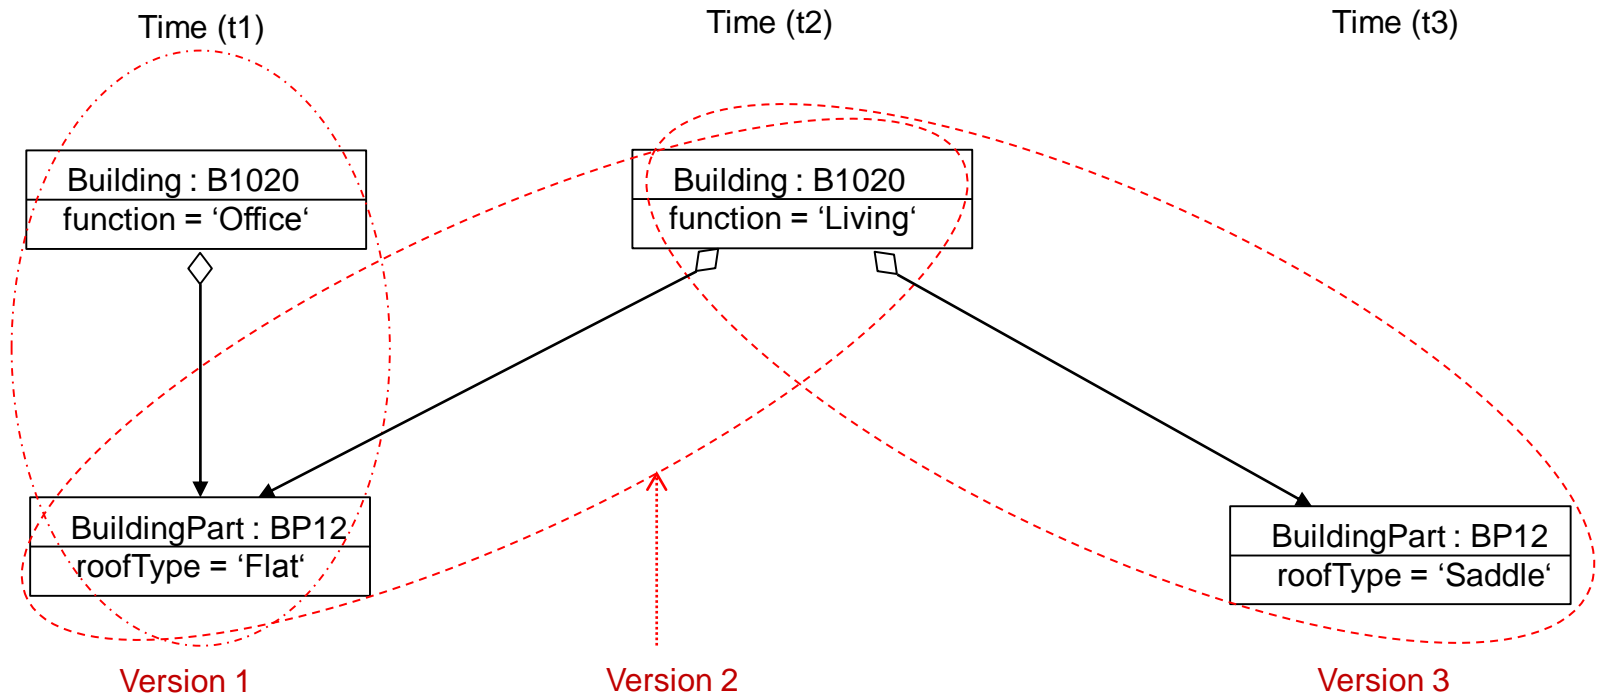 Time (t1)
Time (t2)
Time (t3)
Building : B1020
function = ‘Office‘
Building : B1020
function = ‘Living‘
BuildingPart : BP12
roofType = ‘Flat‘
BuildingPart : BP12
roofType = ‘Saddle‘
Version 1
Version 2
Version 3